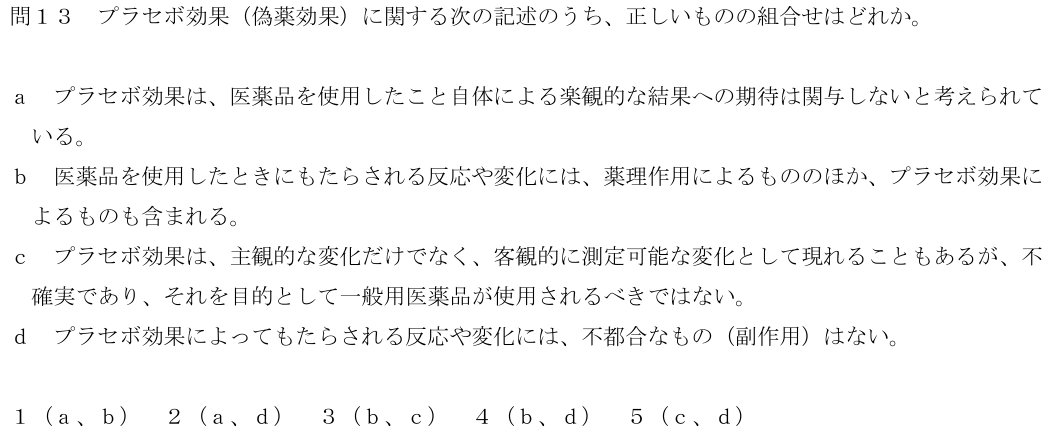 問１３　プラセボ効果（偽薬効果）に関する次の記述のうち、正しいものの組合せはどれか。
ａ　プラセボ効果は、医薬品を使用したこと自体による楽観的な結果への期待は関与しないと考えられて
いる。
ｂ　医薬品を使用したときにもたらされる反応や変化には、薬理作用によるもののほか、プラセボ効果に
よるものも含まれる。
ｃ　プラセボ効果は、主観的な変化だけでなく、客観的に測定可能な変化として現れることもあるが、不
確実であり、それを目的として一般用医薬品が使用されるべきではない。
ｄ　プラセボ効果によってもたらされる反応や変化には、不都合なもの（副作用）はない。
１（ａ、ｂ）　２（ａ、ｄ）　３（ｂ、ｃ）　４（ｂ、ｄ）　５（ｃ、ｄ）